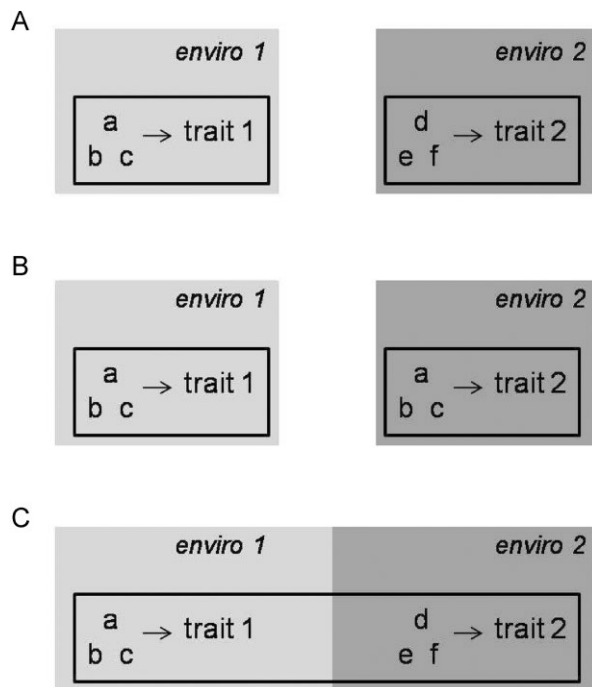 A
enviro 1 enviro 2
a d
→ trait 1 → trait 2
b c e f
B
enviro 1 enviro 2
a a
→ trait 1 → trait 2
b c b c
C
enviro 1 enviro 2
a d
→ trait 1 → trait 2
b c e f